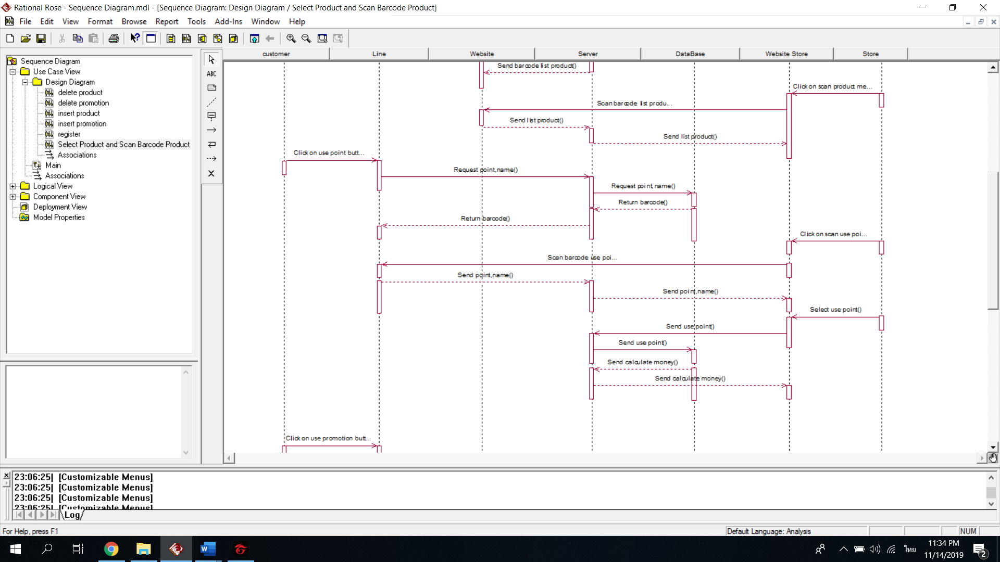 Rational Rose - Sequence Diagram.mdl - [Sequence Diagram: Design Diagram / Select Product and Scan Barcode Product]
File Edit View Format Browse Report Tools Add-Ins Window Help
Sequence Diagram
Use Case View
Design Diagram
delete product
delete promotion
insert product
insert promotion
register
Select Product and Scan Barcode Product
Associations
Main
Associations
Logical View
Component View
Deployment View
Model Properties
ABC
customer Line Website Server DataBase Website Store Store
Send barcode list product()
Click on scan product me...
Scan barcode list produ...
Send list product()
Send list product()
Click on use point butt...
Request point,name()
Request point,name()
Return barcode()
Return barcode()
Click on scan use poi...
Scan barcode use poi...
Send point,name()
Send point,name()
Select use point()
Send use point()
Send use point()
Send calculate money()
Send calculate money()
Click on use promotion butt...
23:06:25| [Customizable Menus]
23:06:25| [Customizable Menus]
23:06:25| [Customizable Menus]
23:06:25| [Customizable Menus]
Log
For Help, press F1
Default Language: Analysis NUM
ไทย
11:34 PM
11/14/2019
2